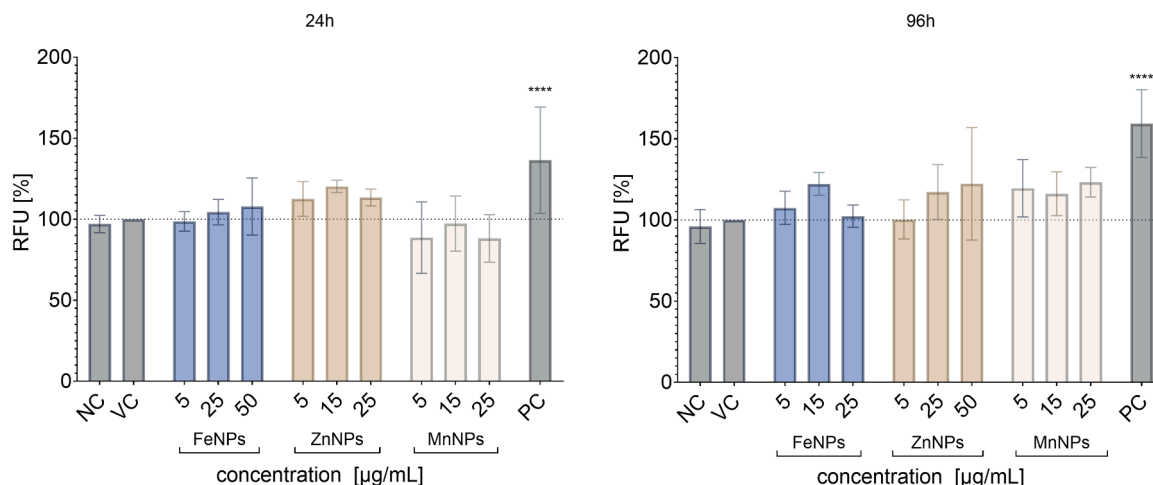 24h
RFU [%]
200
150
100
50
0
****
NC VC 5 25 50 5 15 25 5 15 25 PC
FeNPs ZnNPs MnNPs
concentration [µg/mL]
96h
RFU [%]
200
150
100
50
0
****
NC VC 5 15 25 5 25 50 5 15 25 PC
FeNPs ZnNPs MnNPs
concentration [µg/mL]